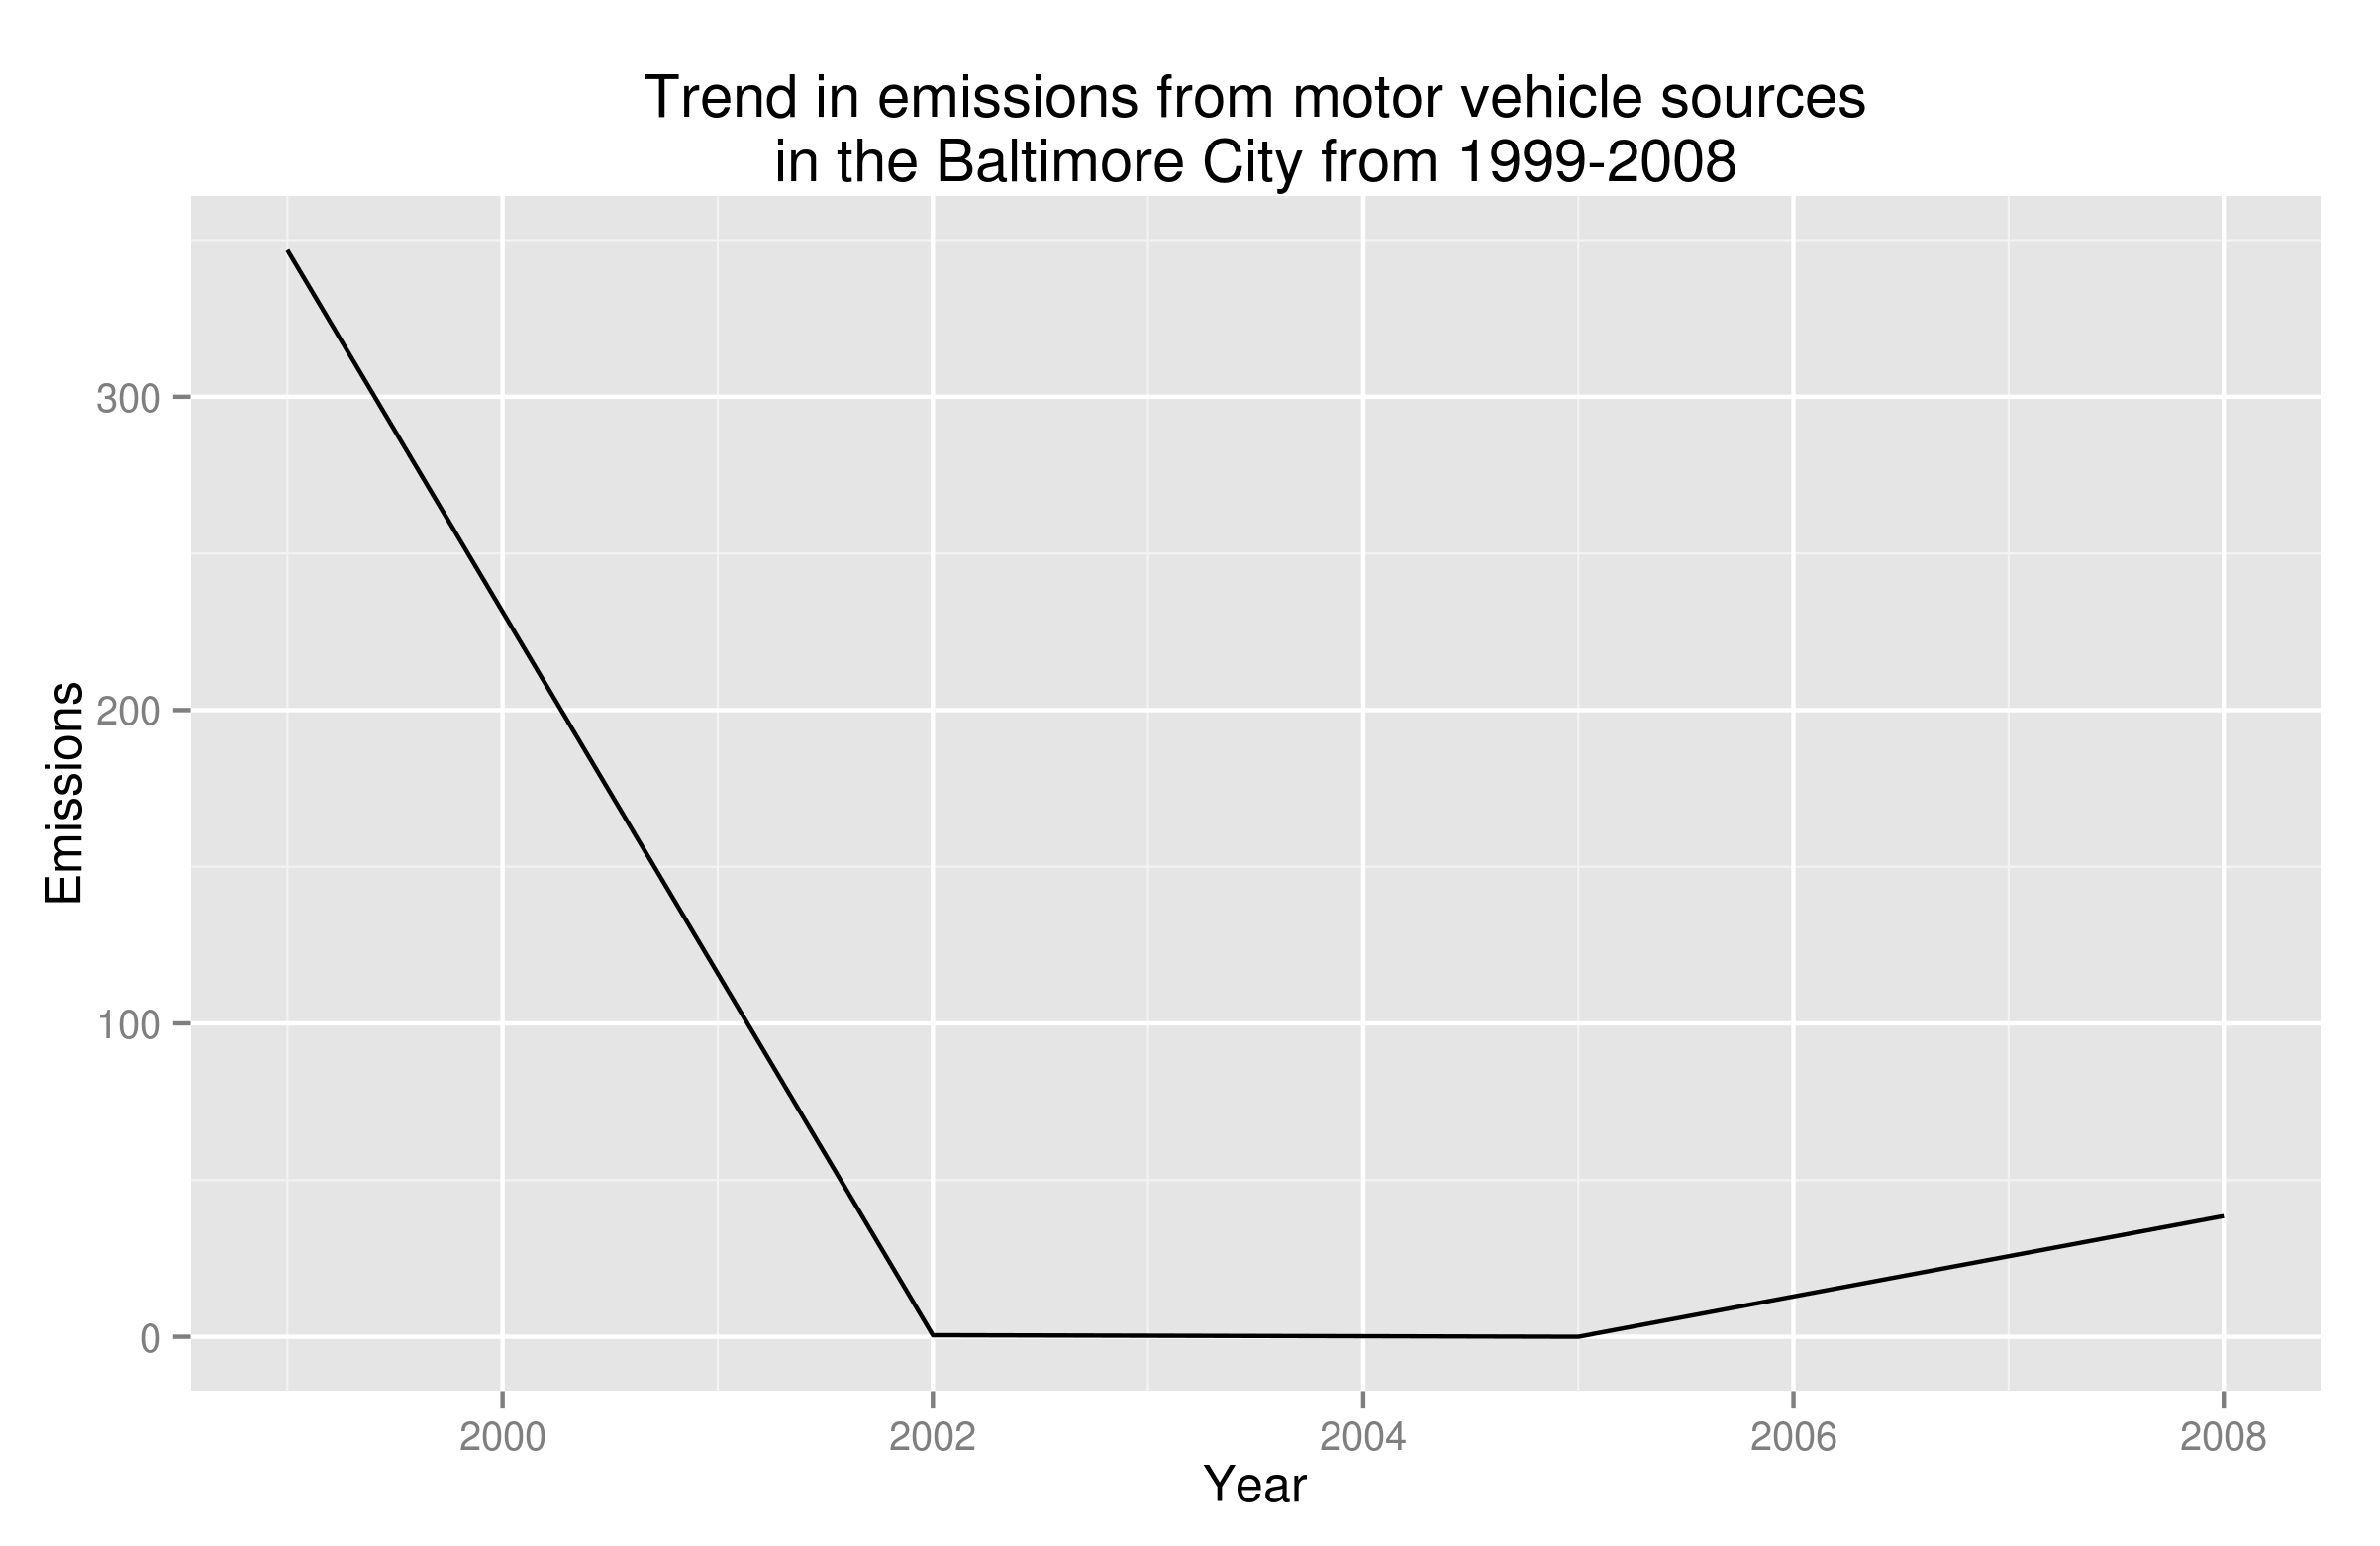 Trend in emissions from motor vehicle sources
in the Baltimore City from 1999-2008
300
200
100
0
Emissions
2000 2002 2004 2006 2008
Year